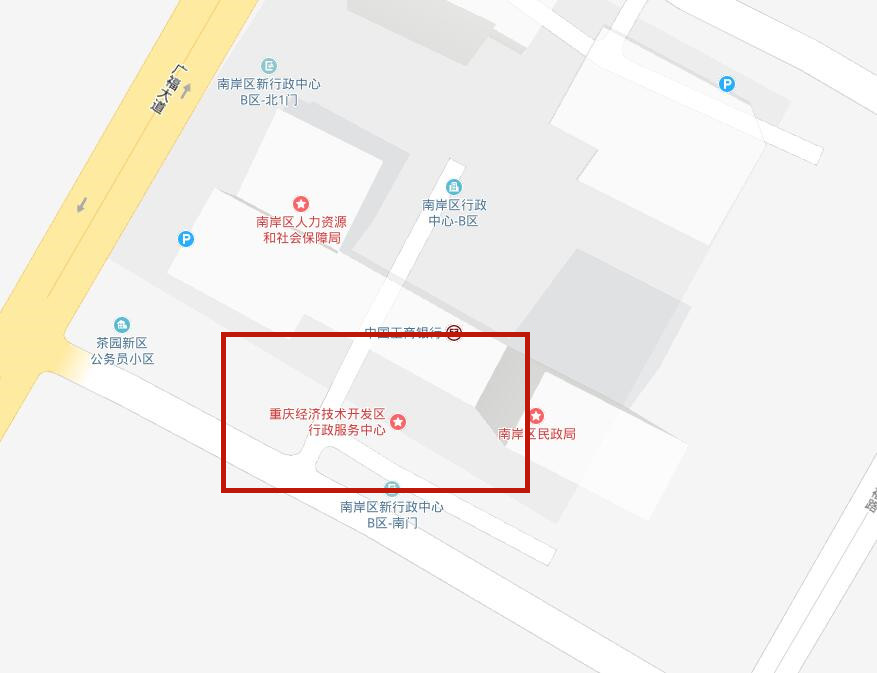 广福大道
南岸区新行政中心
B区-北1门
P
南岸区行政
中心-B区
南岸区人力资源
和社会保障局
P
茶园新区
公务员小区
中国工商银行
重庆经济技术开发区
行政服务中心
南岸区民政局
路
南岸区新行政中心
B区-南门